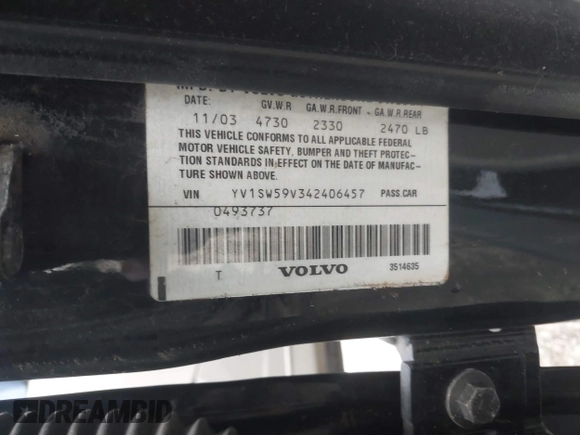 DATE: G.V.W.R GA.W.R.FRONT - GA.W.R.REAR
11/03 4730 2330 2470 LB
THIS VEHICLE CONFORMS TO ALL APPLICABLE FEDERAL
MOTOR VEHICLE SAFETY, BUMPER AND THEFT PROTEC-
TION STANDARDS IN EFFECT ON THE DATE OF MANUFAC-
TURE SHOWN ABOVE.
VIN YV1SW59V342406457 PASS.CAR
0493737
T VOLVO 3514635
DREAMBID